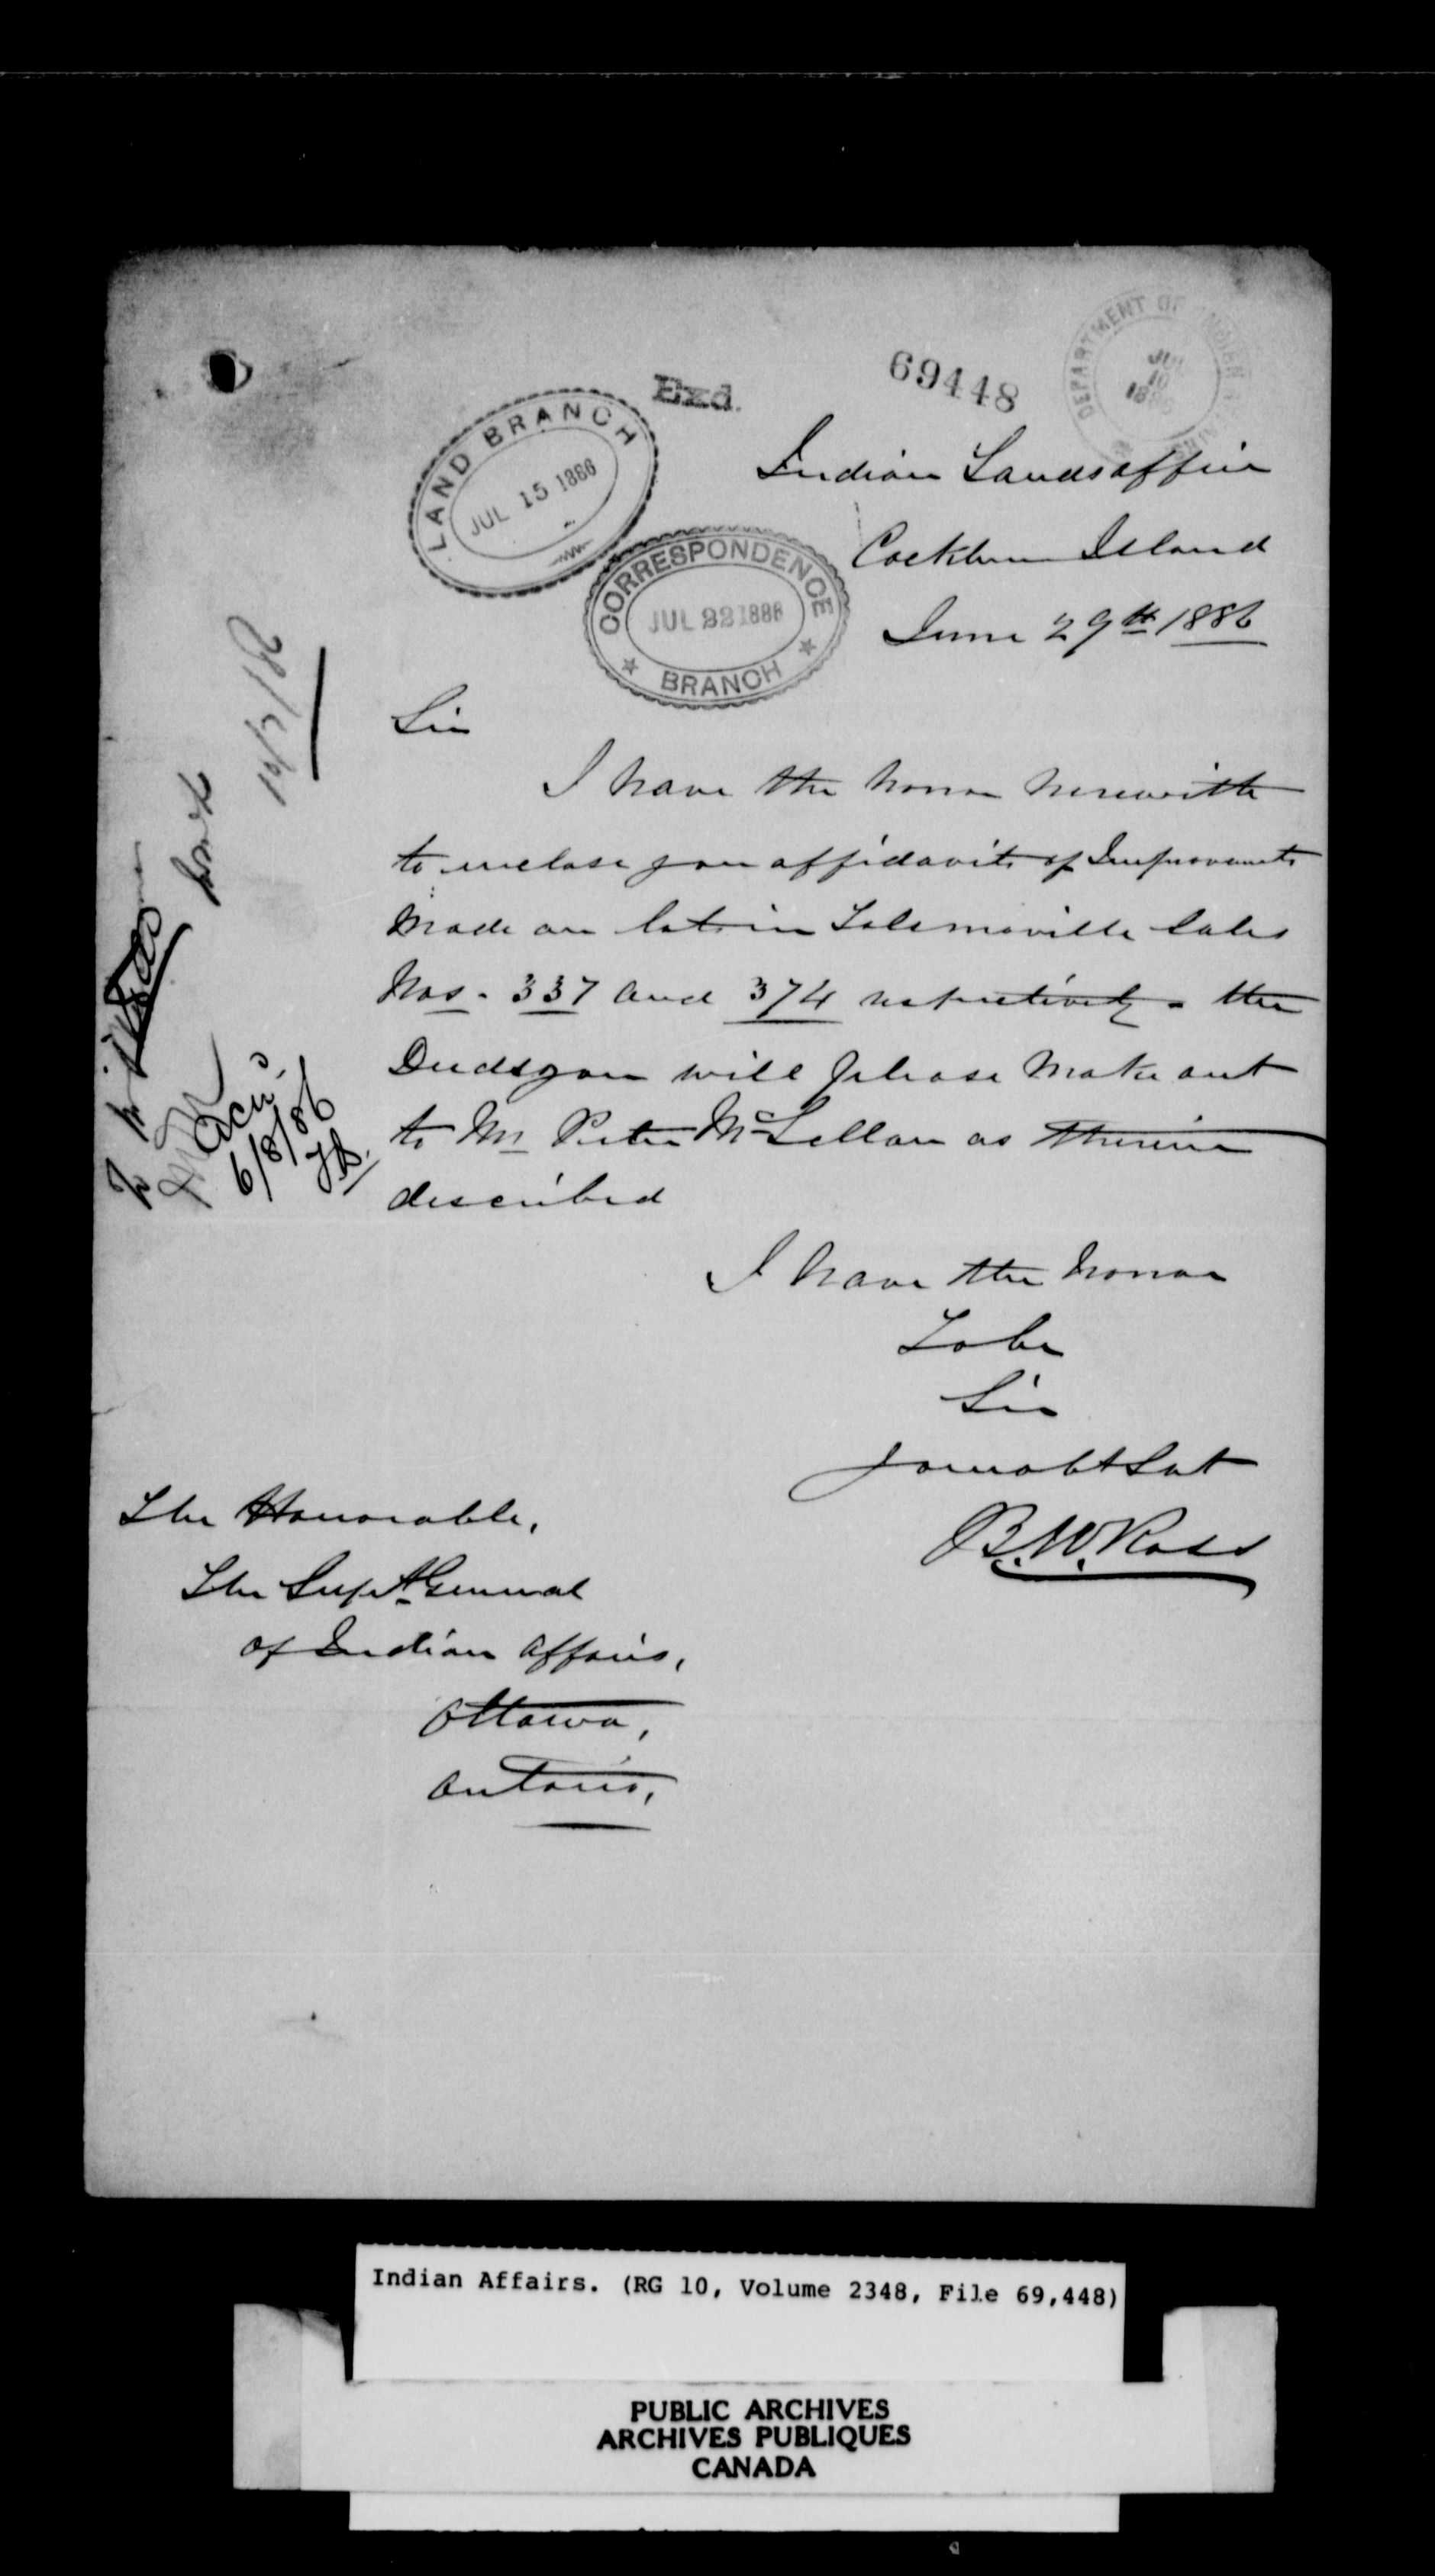 Exd.
69448
DEPARTMENT OF INDIAN
JUL
10
1886
LAND BRANCH
JUL 15 1886
CORRESPONDENCE
JUL 22 1886
BRANCH
Indian Lands office
Cockburn Island
June 29th 1886
Sir
I have the honor herewith
to inclose you affidavits of Improvements
Made on lots in Tolsmaville Sales
Nos. 337 and 374 respectively. the
Deeds you will please make out
to Mr Peter McLellan as therein
described
I have the honor
To be
Sir
Your obt Svt
B.W. Ross
The Honorable,
The Supt General
of Indian Affairs,
Ottawa,
Ontario,
6/8/86
Indian Affairs. (RG 10, Volume 2348, File 69,448)
PUBLIC ARCHIVES
ARCHIVES PUBLIQUES
CANADA